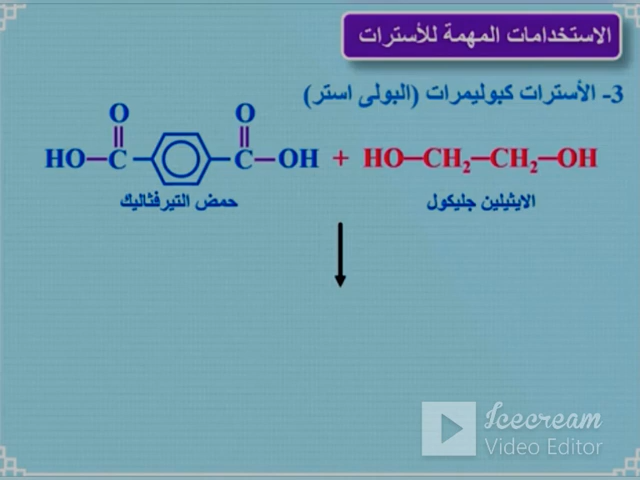 الاستخدامات المهمة للأسترات
3- الأسترات كبوليمرات (البولى استر)
O O
HO—C C—OH + HO—CH₂—CH₂—OH
حمض التيرفثاليك الايثيلين جليكول
Icecream
Video Editor